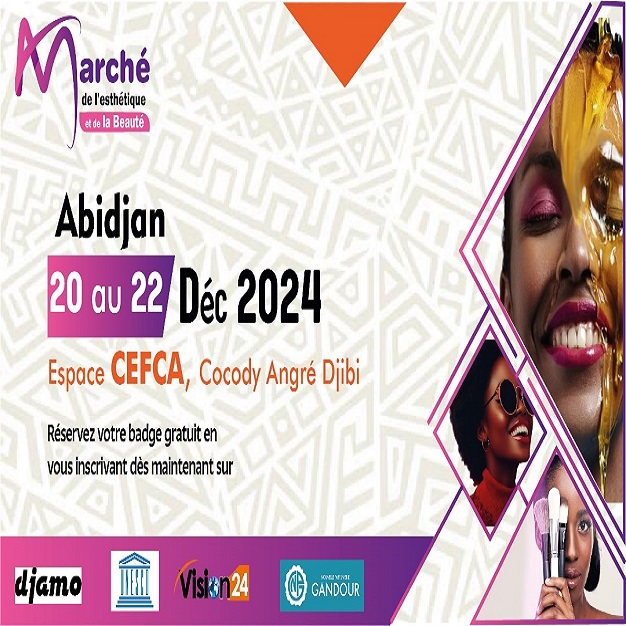 Marché
de l'esthétique
et de la Beauté
Abidjan
20 au 22 Déc 2024
Espace CEFCA, Cocody Angré Djibi
Réservez votre badge gratuit en
vous inscrivant dès maintenant sur
djamo
Vision24
GANDOUR